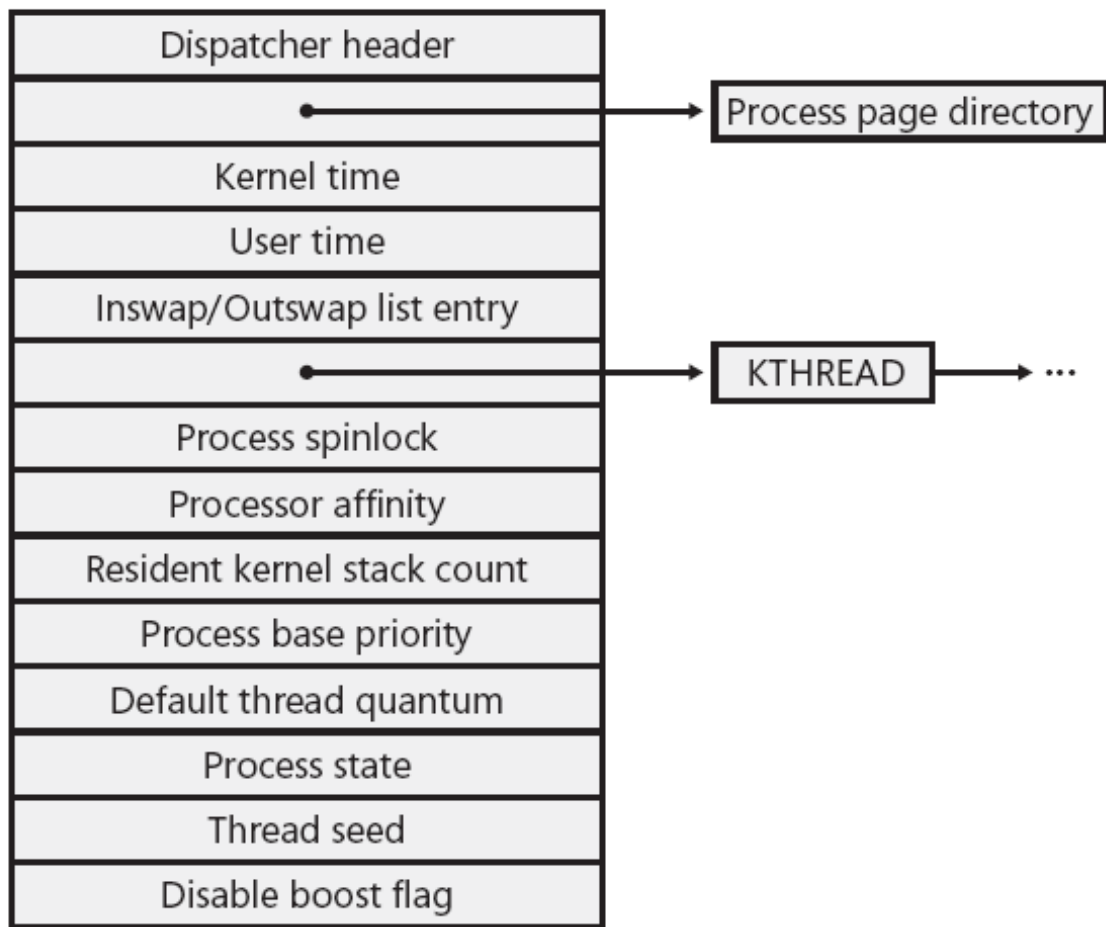 Dispatcher header
Process page directory
Kernel time
User time
Inswap/Outswap list entry
KTHREAD ...
Process spinlock
Processor affinity
Resident kernel stack count
Process base priority
Default thread quantum
Process state
Thread seed
Disable boost flag